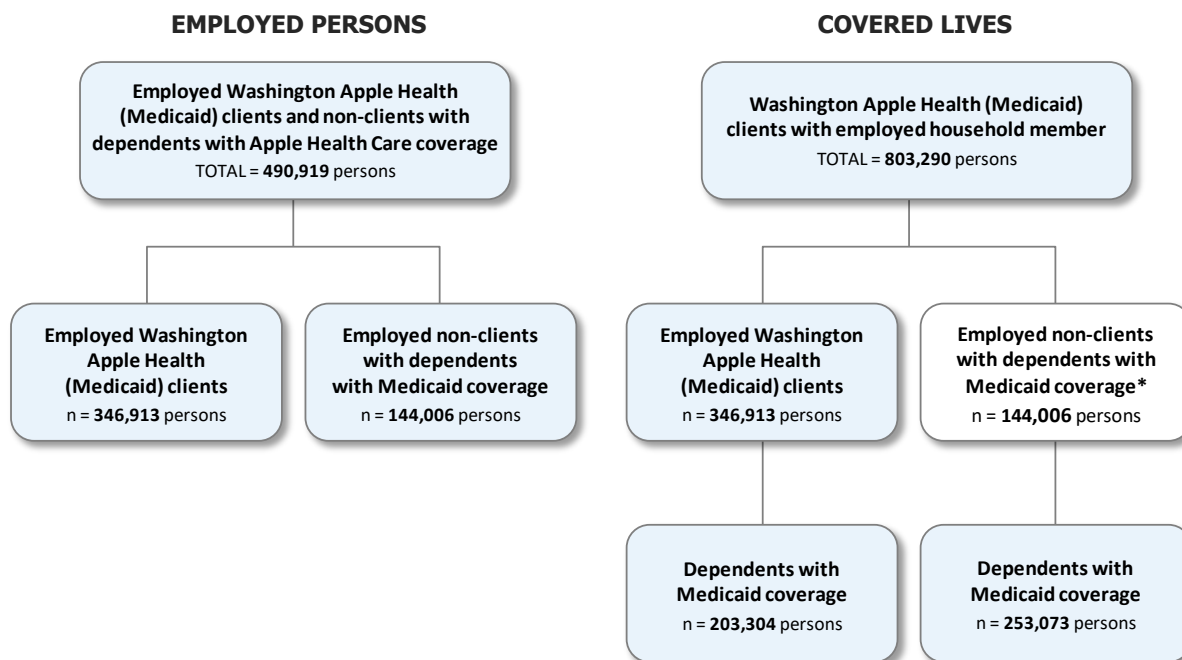 EMPLOYED PERSONS
Employed Washington Apple Health
(Medicaid) clients and non-clients with
dependents with Apple Health Care coverage
TOTAL = 490,919 persons
Employed Washington
Apple Health
(Medicaid) clients
n = 346,913 persons
Employed non-clients
with dependents
with Medicaid coverage
n = 144,006 persons
COVERED LIVES
Washington Apple Health (Medicaid)
clients with employed household member
TOTAL = 803,290 persons
Employed Washington
Apple Health
(Medicaid) clients
n = 346,913 persons
Employed non-clients
with dependents with
Medicaid coverage*
n = 144,006 persons
Dependents with
Medicaid coverage
n = 203,304 persons
Dependents with
Medicaid coverage
n = 253,073 persons